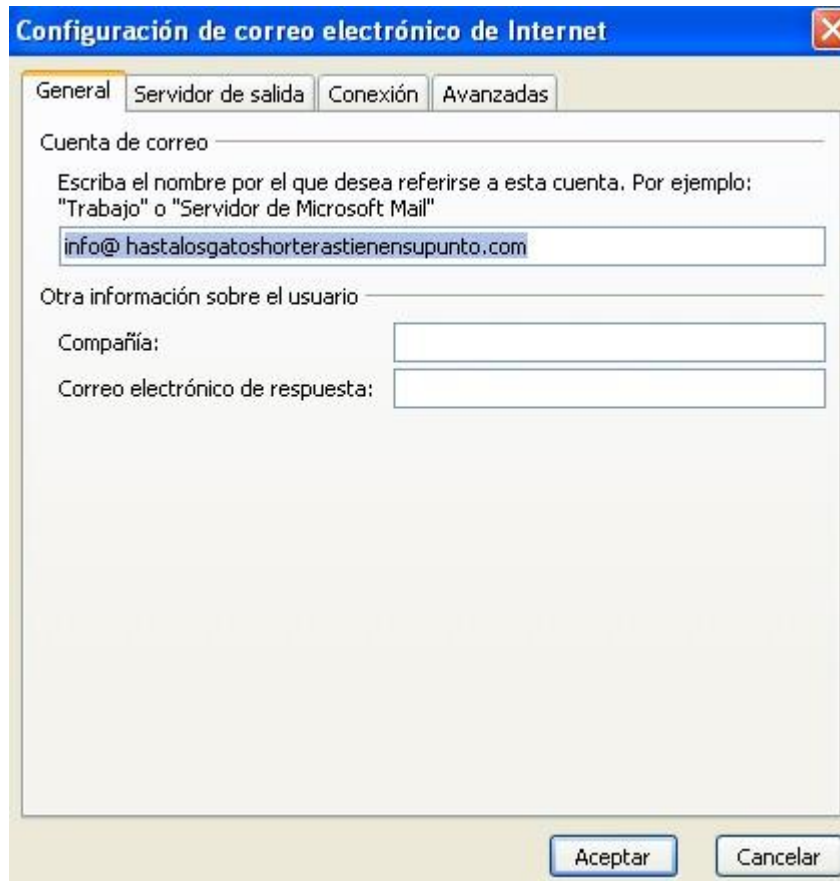 Configuración de correo electrónico de Internet
General
Servidor de salida
Conexión
Avanzadas
Cuenta de correo
Escriba el nombre por el que desea referirse a esta cuenta. Por ejemplo:
"Trabajo" o "Servidor de Microsoft Mail"
info@ hastalosgatoshorterastienensupunto.com
Otra información sobre el usuario
Compañía:
Correo electrónico de respuesta:
Aceptar
Cancelar